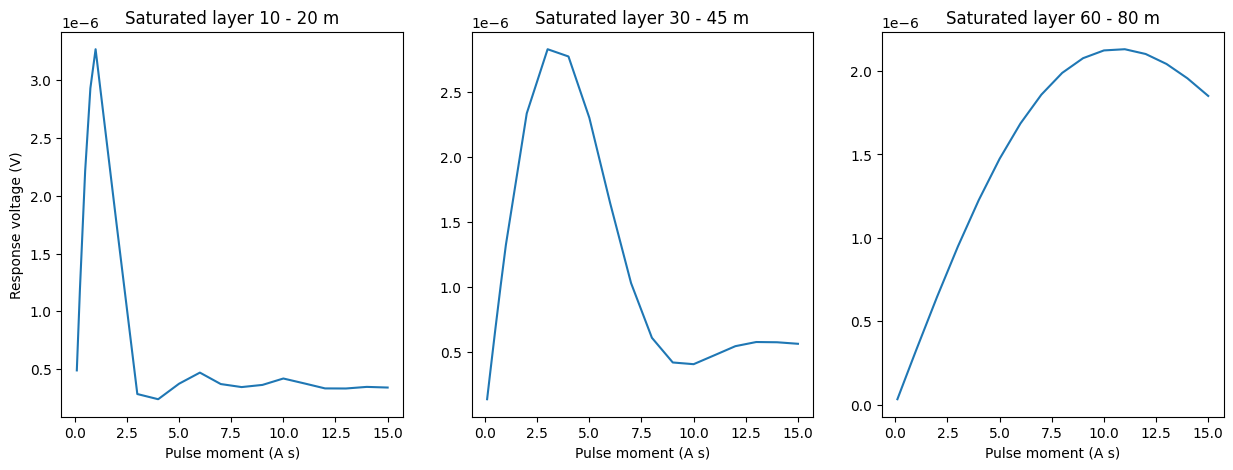 Saturated layer 10 - 20 m
1e−6
Response voltage (V)
3.0
2.5
2.0
1.5
1.0
0.5
0.0 2.5 5.0 7.5 10.0 12.5 15.0
Pulse moment (A s)
Saturated layer 30 - 45 m
1e−6
2.5
2.0
1.5
1.0
0.5
0.0 2.5 5.0 7.5 10.0 12.5 15.0
Pulse moment (A s)
Saturated layer 60 - 80 m
1e−6
2.0
1.5
1.0
0.5
0.0
0.0 2.5 5.0 7.5 10.0 12.5 15.0
Pulse moment (A s)